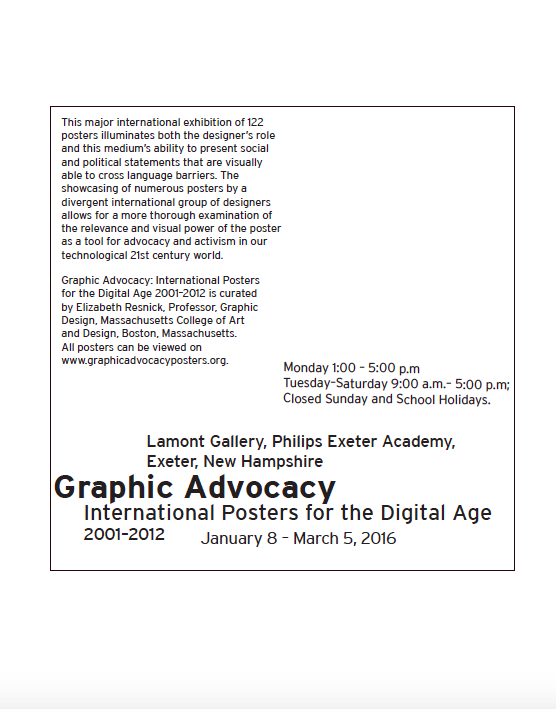 This major international exhibition of 122
posters illuminates both the designer's role
and this medium's ability to present social
and political statements that are visually
able to cross language barriers. The
showcasing of numerous posters by a
divergent international group of designers
allows for a more thorough examination of
the relevance and visual power of the poster
as a tool for advocacy and activism in our
technological 21st century world.
Graphic Advocacy: International Posters
for the Digital Age 2001–2012 is curated
by Elizabeth Resnick, Professor, Graphic
Design, Massachusetts College of Art
and Design, Boston, Massachusetts.
All posters can be viewed on
www.graphicadvocacyposters.org.
Monday 1:00 – 5:00 p.m
Tuesday–Saturday 9:00 a.m.– 5:00 p.m;
Closed Sunday and School Holidays.
Lamont Gallery, Philips Exeter Academy,
Exeter, New Hampshire
Graphic Advocacy
International Posters for the Digital Age
2001–2012
January 8 – March 5, 2016